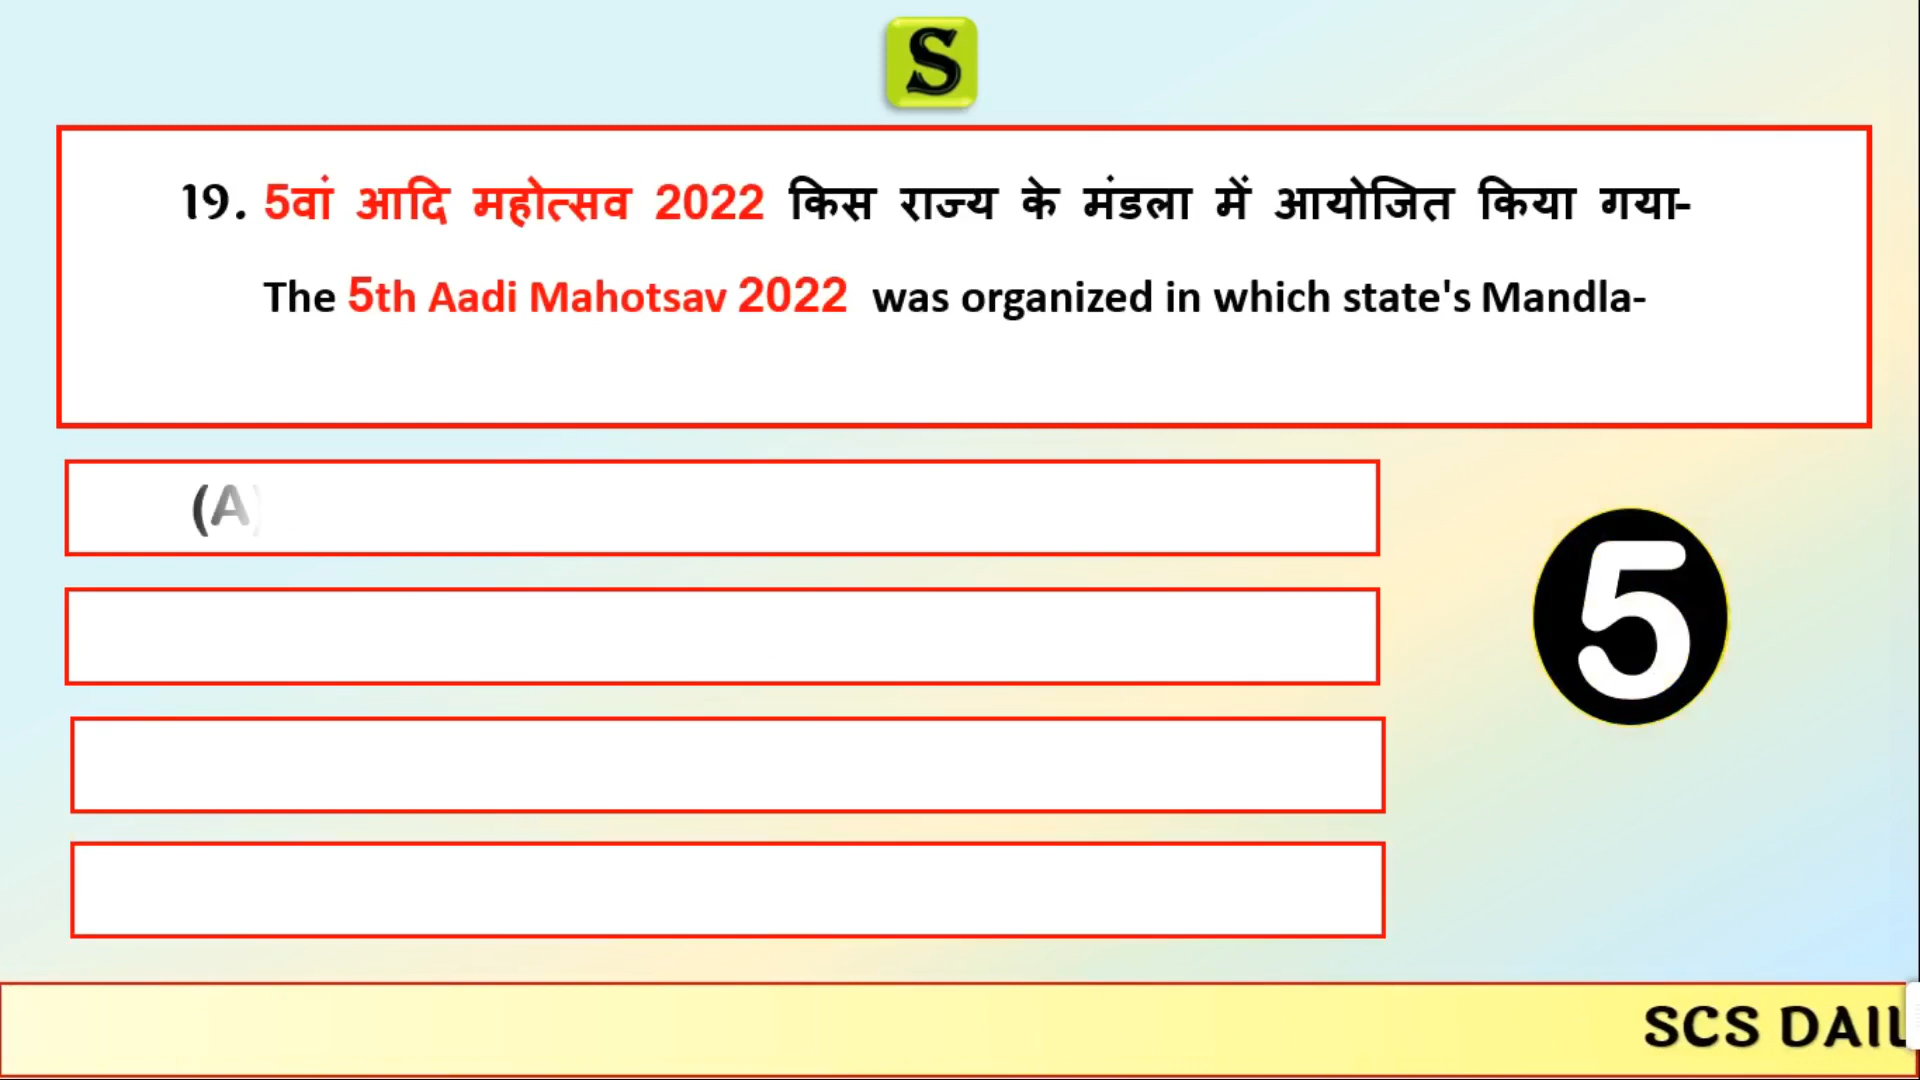 S
19. 5वां आदि महोत्सव 2022 किस राज्य के मंडला में आयोजित किया गया-
The 5th Aadi Mahotsav 2022 was organized in which state's Mandla-
(A)
5
SCS DAIL